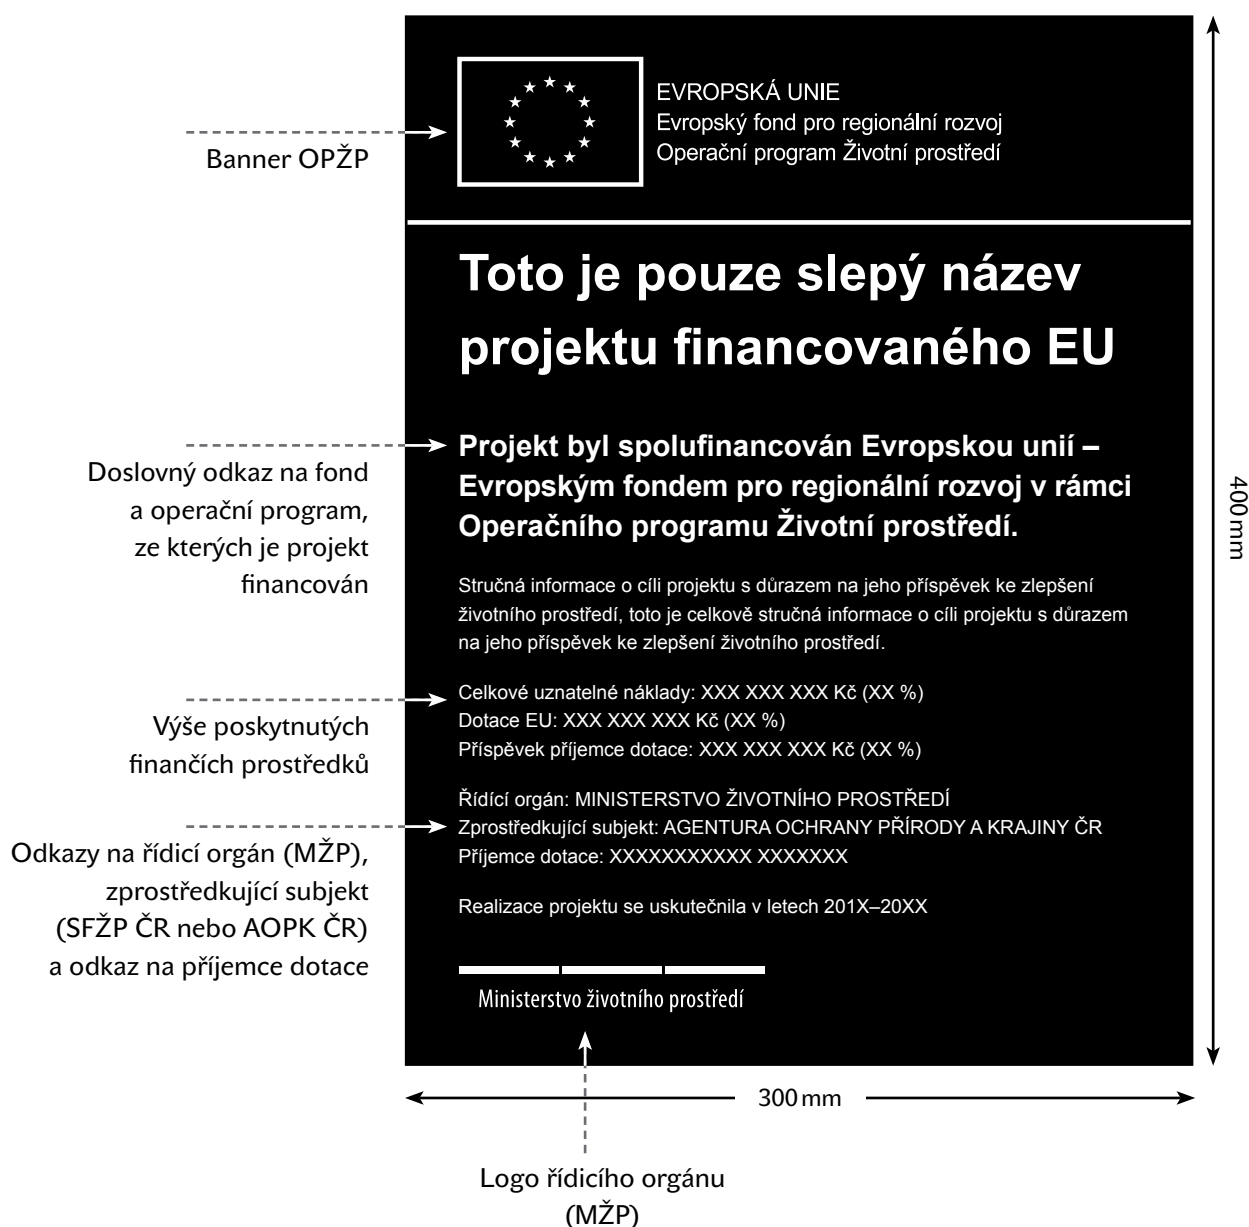 EVROPSKÁ UNIE
Evropský fond pro regionální rozvoj
Operační program Životní prostředí
Banner OPŽP
Toto je pouze slepý název
projektu financovaného EU
Projekt byl spolufinancován Evropskou unií –
Evropským fondem pro regionální rozvoj v rámci
Operačního programu Životní prostředí.
Doslovný odkaz na fond
a operační program,
ze kterých je projekt
financován
400 mm
Stručná informace o cíli projektu s důrazem na jeho příspěvek ke zlepšení
životního prostředí, toto je celkově stručná informace o cíli projektu s důrazem
na jeho příspěvek ke zlepšení životního prostředí.
Celkové uznatelné náklady: XXX XXX XXX Kč (XX %)
Dotace EU: XXX XXX XXX Kč (XX %)
Příspěvek příjemce dotace: XXX XXX XXX Kč (XX %)
Výše poskytnutých
finančích prostředků
Řídící orgán: MINISTERSTVO ŽIVOTNÍHO PROSTŘEDÍ
Zprostředkující subjekt: AGENTURA OCHRANY PŘÍRODY A KRAJINY ČR
Příjemce dotace: XXXXXXXXXXX XXXXXXX
Odkazy na řídicí orgán (MŽP),
zprostředkující subjekt
(SFŽP ČR nebo AOPK ČR)
a odkaz na příjemce dotace
Realizace projektu se uskutečnila v letech 201X–20XX
Ministerstvo životního prostředí
300 mm
Logo řídicího orgánu
(MŽP)